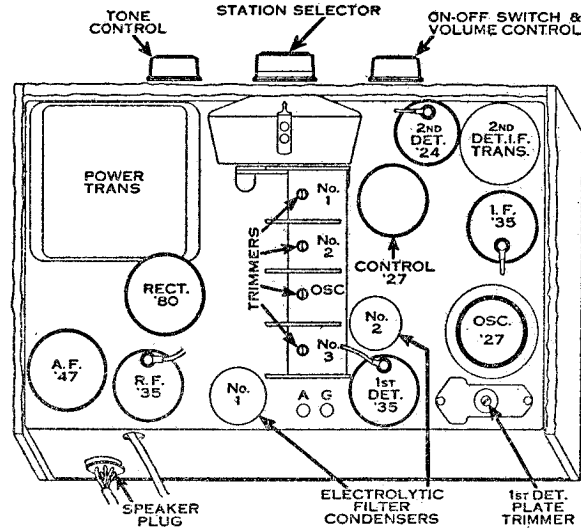 TONE
CONTROL
STATION SELECTOR
ON-OFF SWITCH &
VOLUME CONTROL
POWER
TRANS
2ND
DET.
'24
2ND
DET. I.F.
TRANS.
No.
1
TRIMMERS
No.
2
OSC
No.
3
I.F.
'35
CONTROL
'27
RECT.
'80
No.
2
OSC.
'27
A.F.
'47
R.F.
'35
No.
1
A G
1ST
DET.
'35
SPEAKER
PLUG
ELECTROLYTIC
FILTER
CONDENSERS
1ST DET.
PLATE
TRIMMER